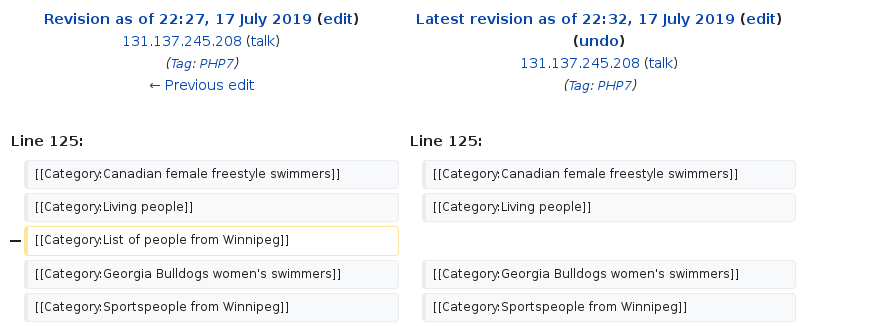 Revision as of 22:27, 17 July 2019 (edit)
131.137.245.208 (talk)
(Tag: PHP7)
← Previous edit
Latest revision as of 22:32, 17 July 2019 (edit)
(undo)
131.137.245.208 (talk)
(Tag: PHP7)
Line 125:
Line 125:
[[Category:Canadian female freestyle swimmers]]
[[Category:Canadian female freestyle swimmers]]
[[Category:Living people]]
[[Category:Living people]]
− [[Category:List of people from Winnipeg]]
[[Category:Georgia Bulldogs women's swimmers]]
[[Category:Georgia Bulldogs women's swimmers]]
[[Category:Sportspeople from Winnipeg]]
[[Category:Sportspeople from Winnipeg]]